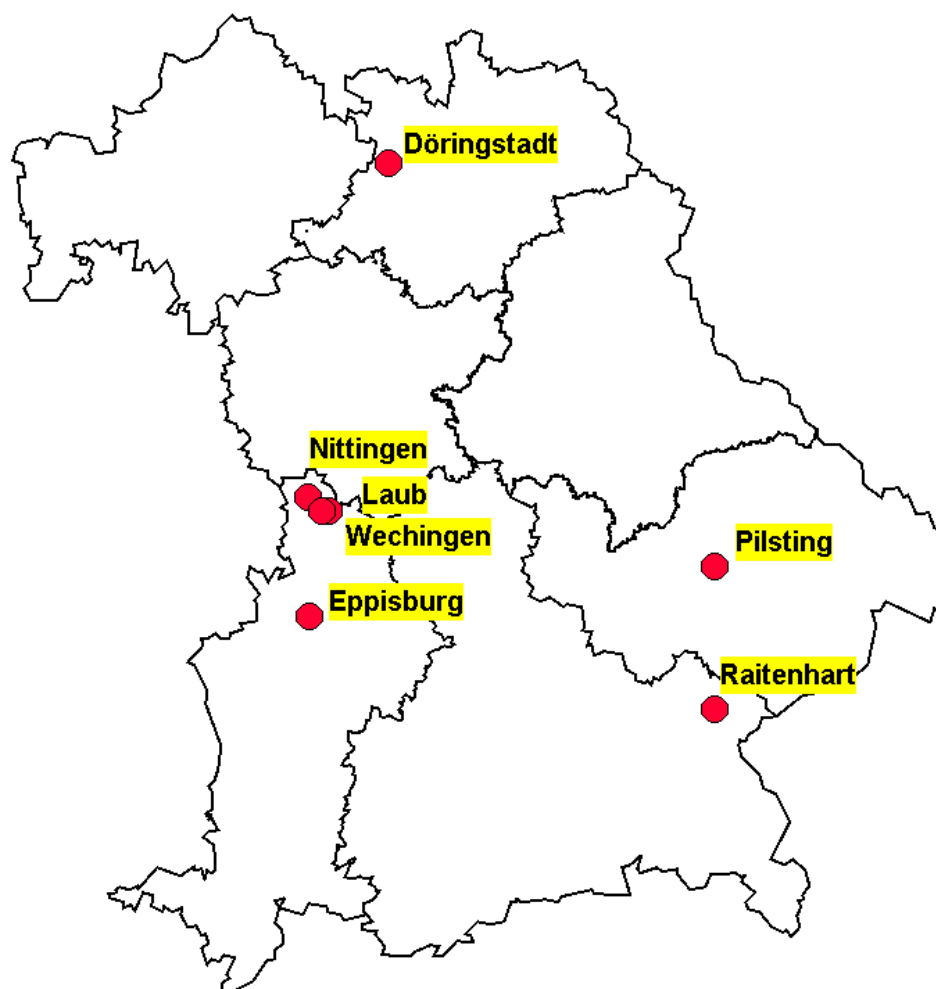 Döringstadt
Nittingen
Laub
Wechingen
Pilsting
Eppisburg
Raitenhart